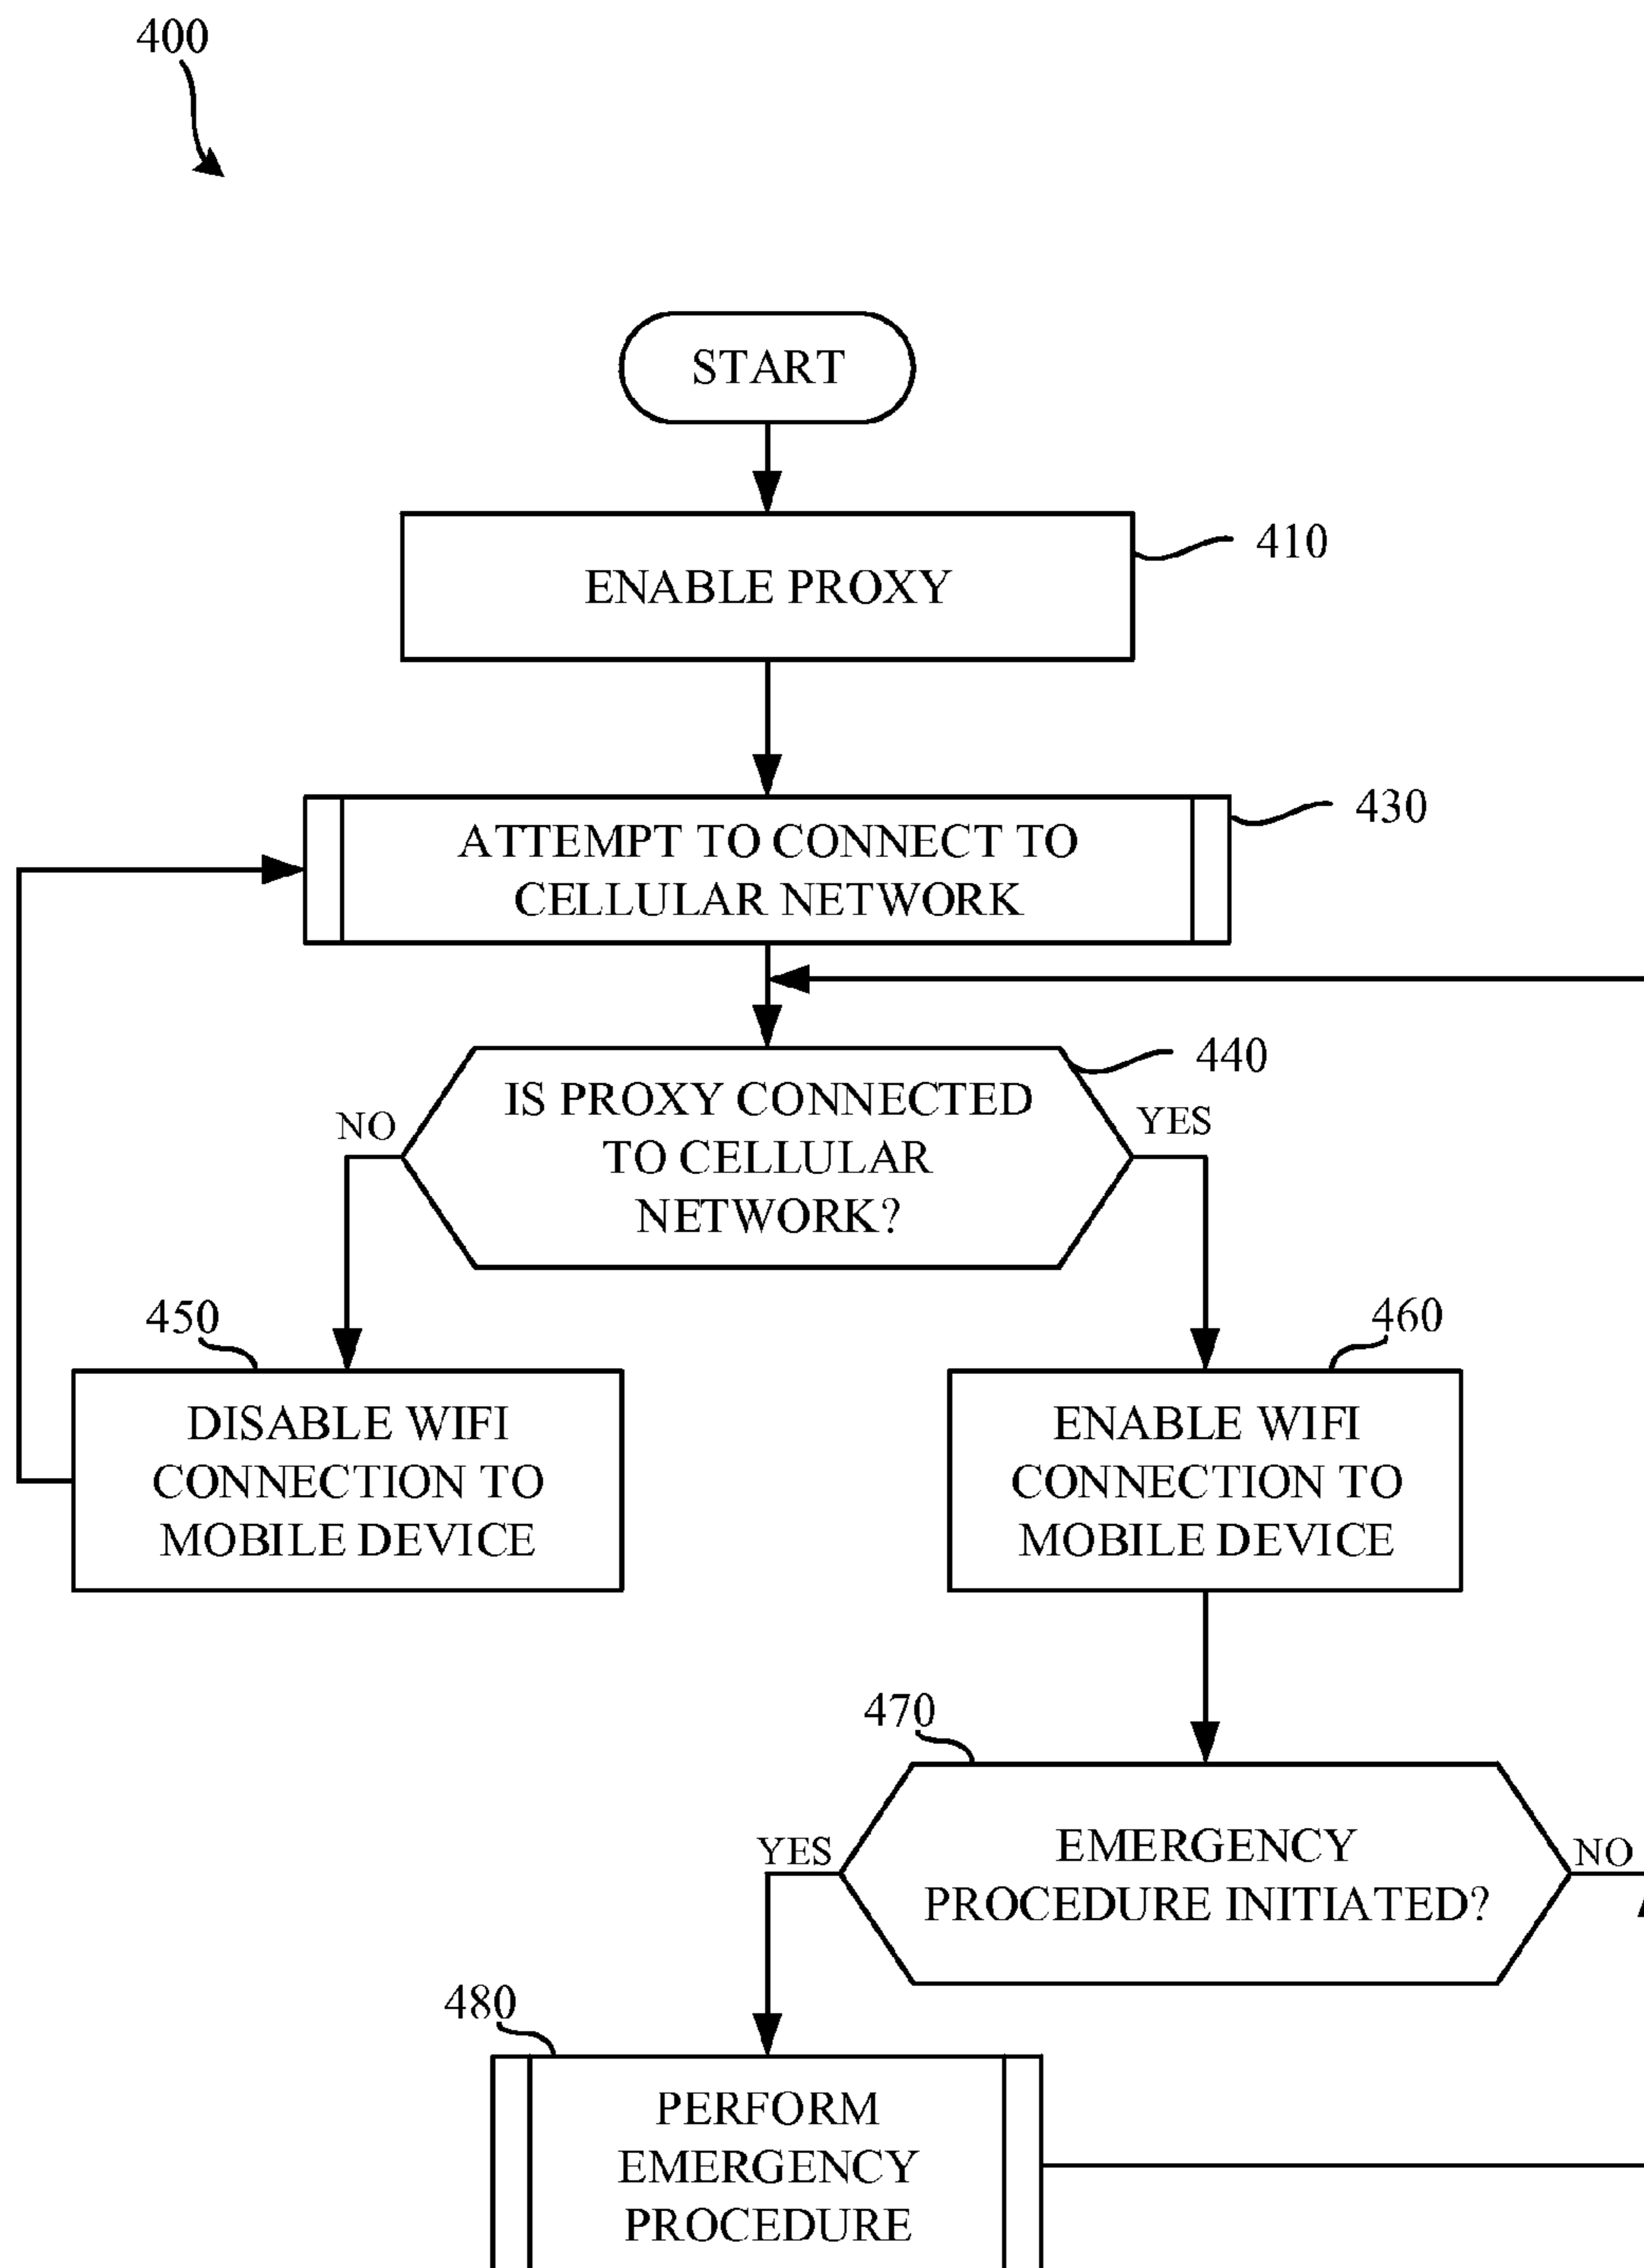 400
START
ENABLE PROXY
410
ATTEMPT TO CONNECT TO
CELLULAR NETWORK
430
IS PROXY CONNECTED
TO CELLULAR
NETWORK?
440
NO
YES
450
DISABLE WIFI
CONNECTION TO
MOBILE DEVICE
460
ENABLE WIFI
CONNECTION TO
MOBILE DEVICE
470
EMERGENCY
PROCEDURE INITIATED?
YES
NO
480
PERFORM
EMERGENCY
PROCEDURE